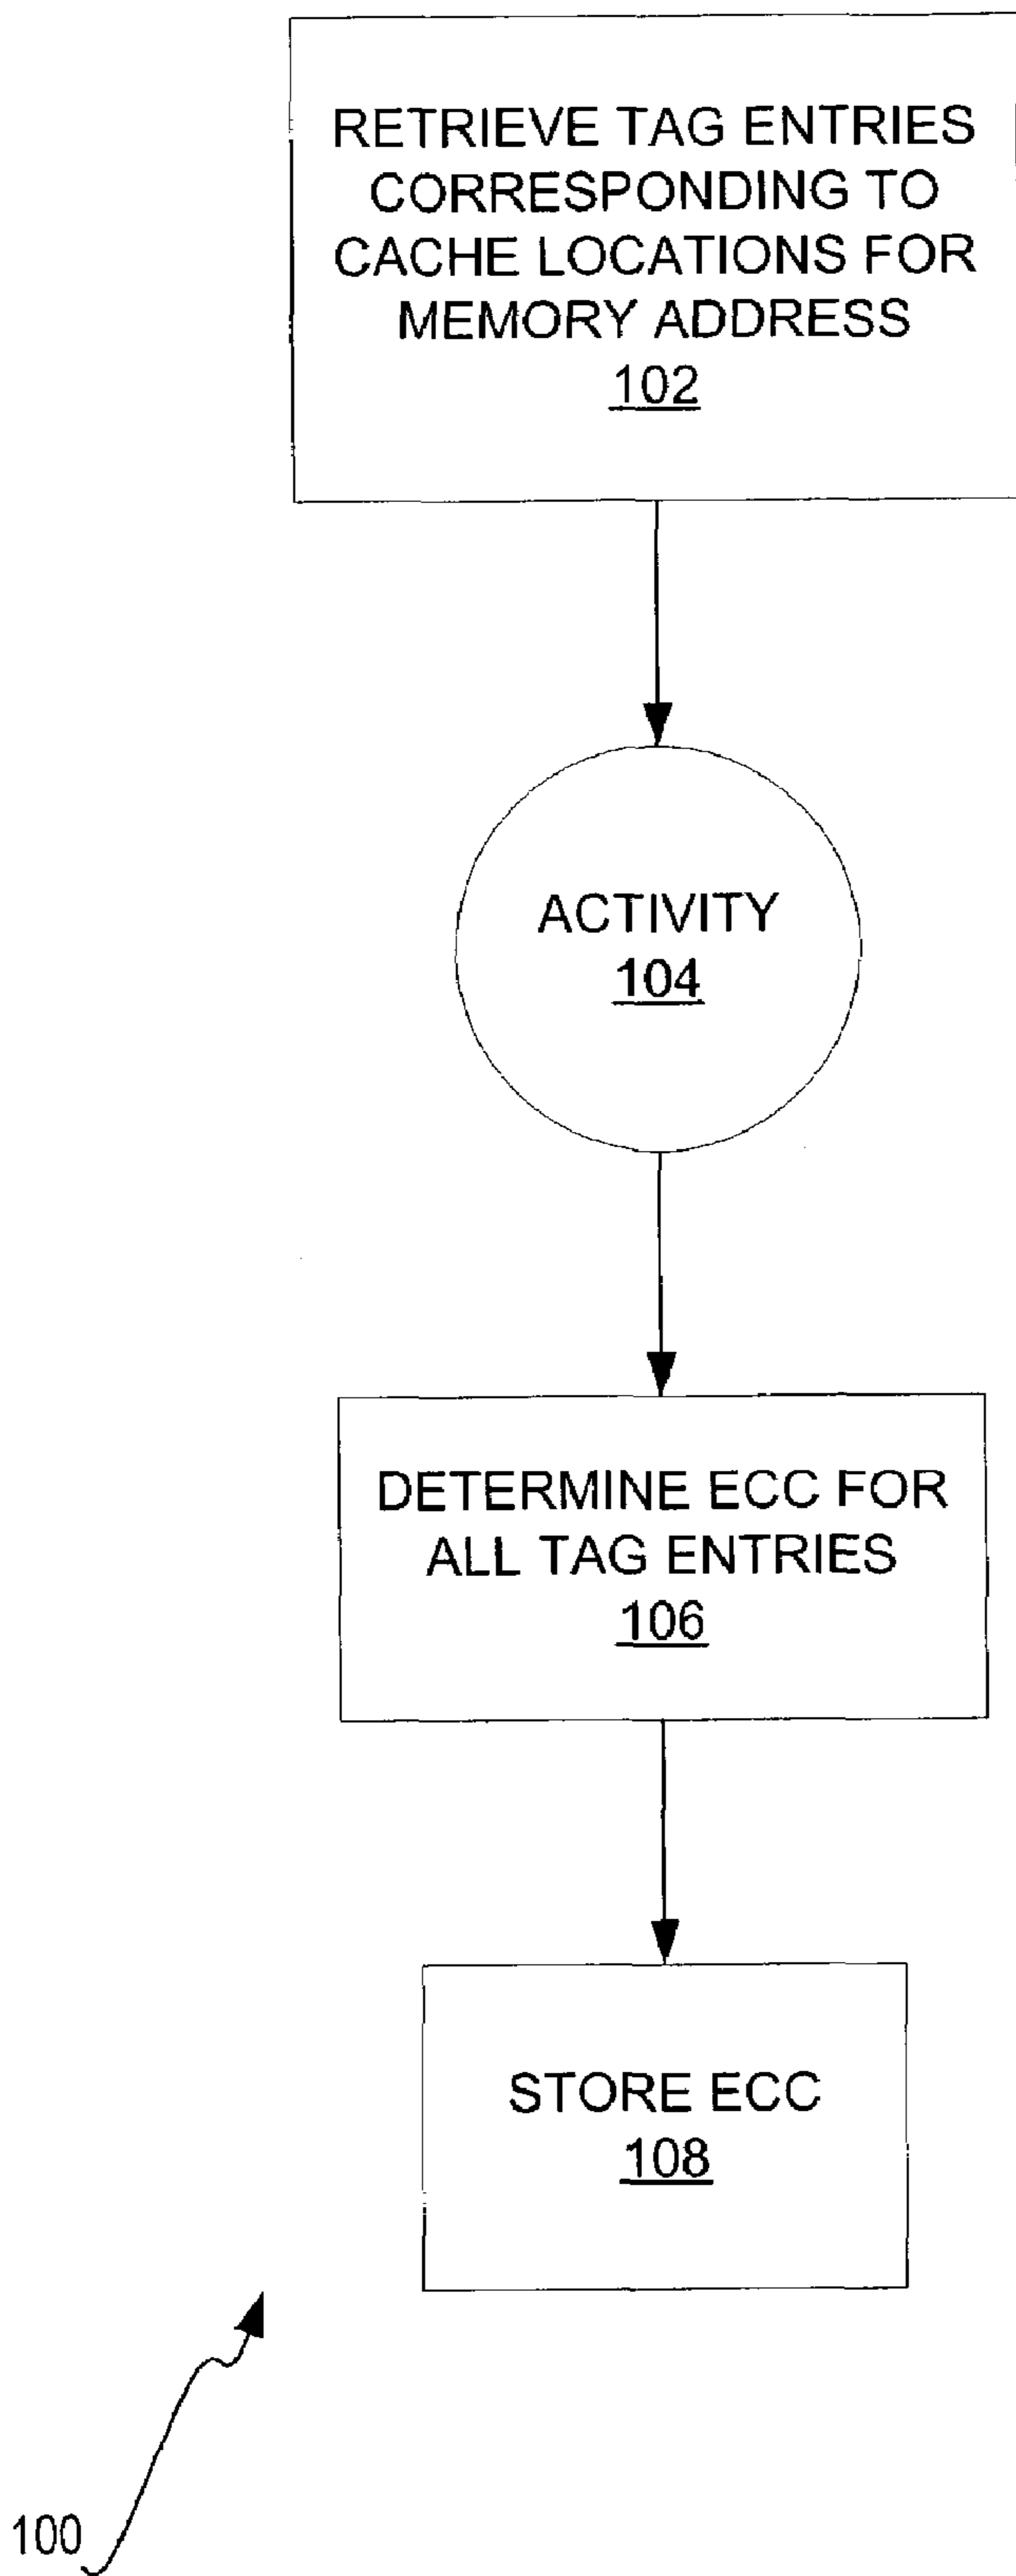 RETRIEVE TAG ENTRIES
CORRESPONDING TO
CACHE LOCATIONS FOR
MEMORY ADDRESS
102
ACTIVITY
104
DETERMINE ECC FOR
ALL TAG ENTRIES
106
STORE ECC
108
100